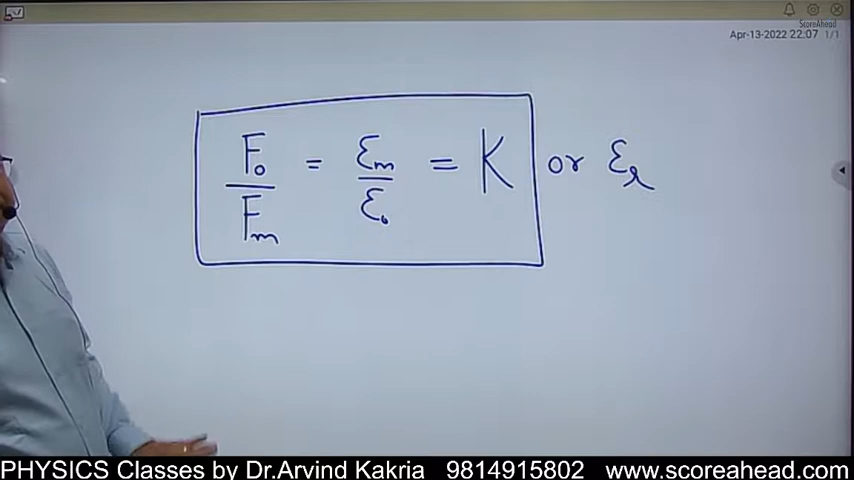 ScoreAhead
Apr-13-2022 22:07 1/1
F₀/Fₘ = εₘ/ε₀ = K or εᵣ
PHYSICS Classes by Dr.Arvind Kakria 9814915802 www.scoreahead.com